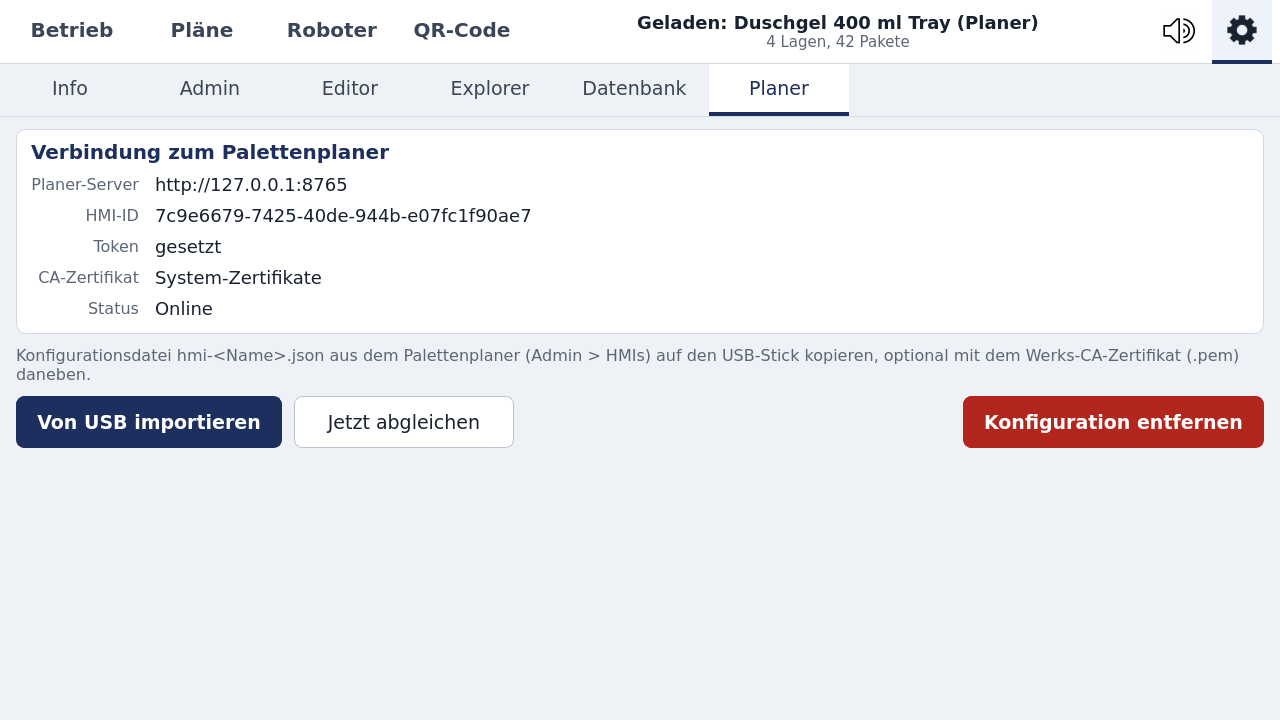 Betrieb Pläne Roboter QR-Code
Geladen: Duschgel 400 ml Tray (Planer)
4 Lagen, 42 Pakete
Info Admin Editor Explorer Datenbank Planer
Verbindung zum Palettenplaner
Planer-Server http://127.0.0.1:8765
HMI-ID 7c9e6679-7425-40de-944b-e07fc1f90ae7
Token gesetzt
CA-Zertifikat System-Zertifikate
Status Online
Konfigurationsdatei hmi-<Name>.json aus dem Palettenplaner (Admin > HMIs) auf den USB-Stick kopieren, optional mit dem Werks-CA-Zertifikat (.pem)
daneben.
Von USB importieren Jetzt abgleichen Konfiguration entfernen